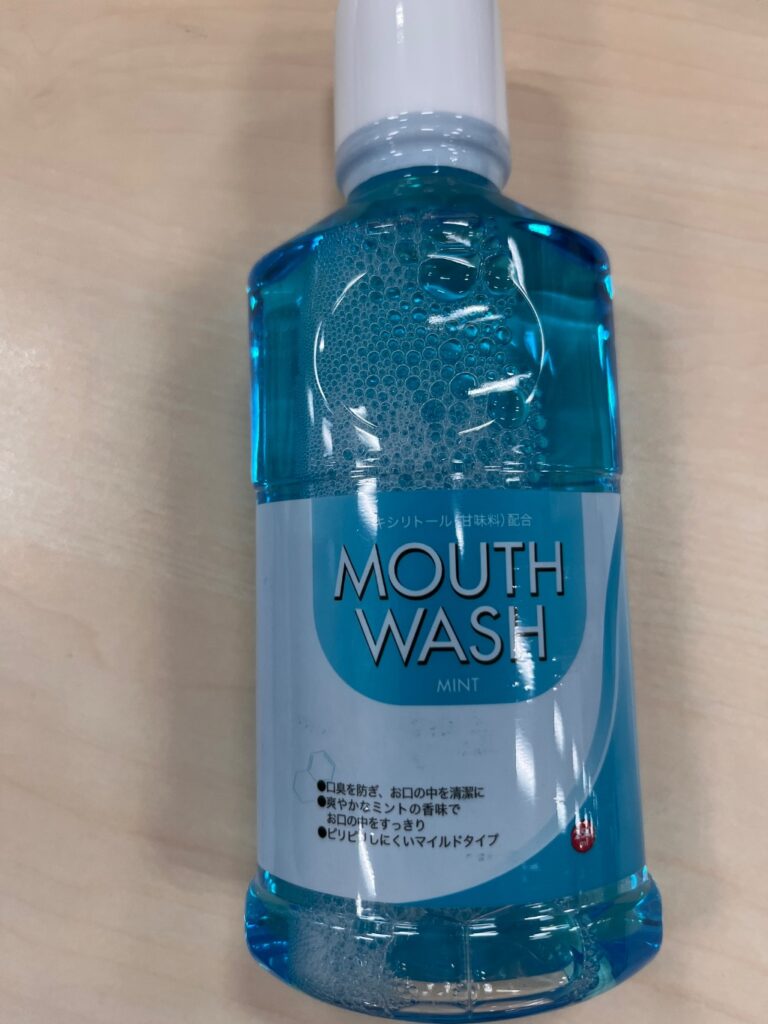 キシリトール(甘味料)配合
MOUTH
WASH
MINT
●口臭を防ぎ、お口の中を清潔に
●爽やかなミントの香味で
お口の中をすっきり
●ピリピリしにくいマイルドタイプ